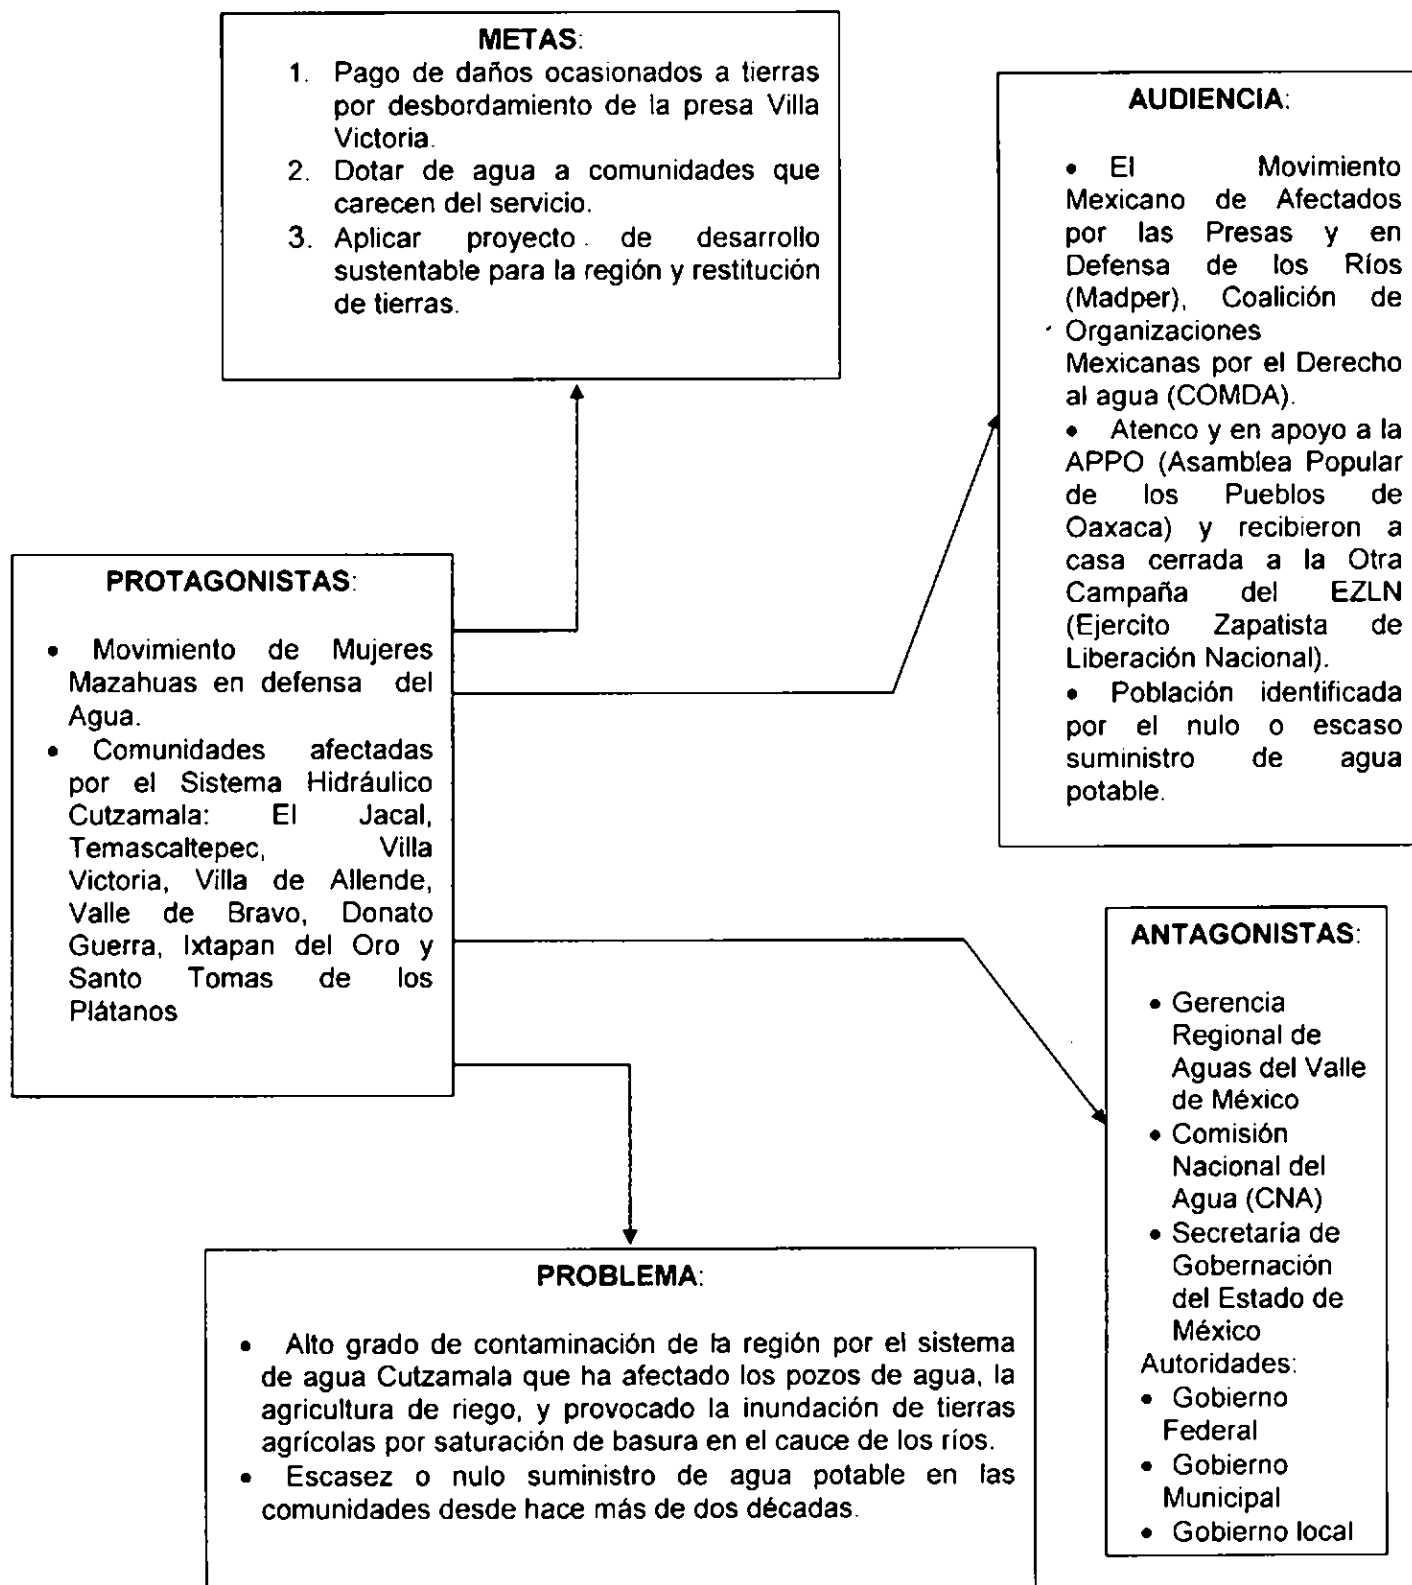 METAS:
1. Pago de daños ocasionados a tierras
por desbordamiento de la presa Villa
Victoria.
2. Dotar de agua a comunidades que
carecen del servicio.
3. Aplicar proyecto de desarrollo
sustentable para la región y restitución
de tierras.
AUDIENCIA:
• El Movimiento
Mexicano de Afectados
por las Presas y en
Defensa de los Ríos
(Madper), Coalición de
Organizaciones
Mexicanas por el Derecho
al agua (COMDA).
• Atenco y en apoyo a la
APPO (Asamblea Popular
de los Pueblos de
Oaxaca) y recibieron a
casa cerrada a la Otra
Campaña del EZLN
(Ejercito Zapatista de
Liberación Nacional).
• Población identificada
por el nulo o escaso
suministro de agua
potable.
PROTAGONISTAS:
• Movimiento de Mujeres
Mazahuas en defensa del
Agua.
• Comunidades afectadas
por el Sistema Hidráulico
Cutzamala: El Jacal,
Temascaltepec, Villa
Victoria, Villa de Allende,
Valle de Bravo, Donato
Guerra, Ixtapan del Oro y
Santo Tomas de los
Plátanos
ANTAGONISTAS:
• Gerencia
Regional de
Aguas del Valle
de México
• Comisión
Nacional del
Agua (CNA)
• Secretaría de
Gobernación
del Estado de
México
Autoridades:
• Gobierno
Federal
• Gobierno
Municipal
• Gobierno local
PROBLEMA:
• Alto grado de contaminación de la región por el sistema
de agua Cutzamala que ha afectado los pozos de agua, la
agricultura de riego, y provocado la inundación de tierras
agrícolas por saturación de basura en el cauce de los ríos.
• Escasez o nulo suministro de agua potable en las
comunidades desde hace más de dos décadas.